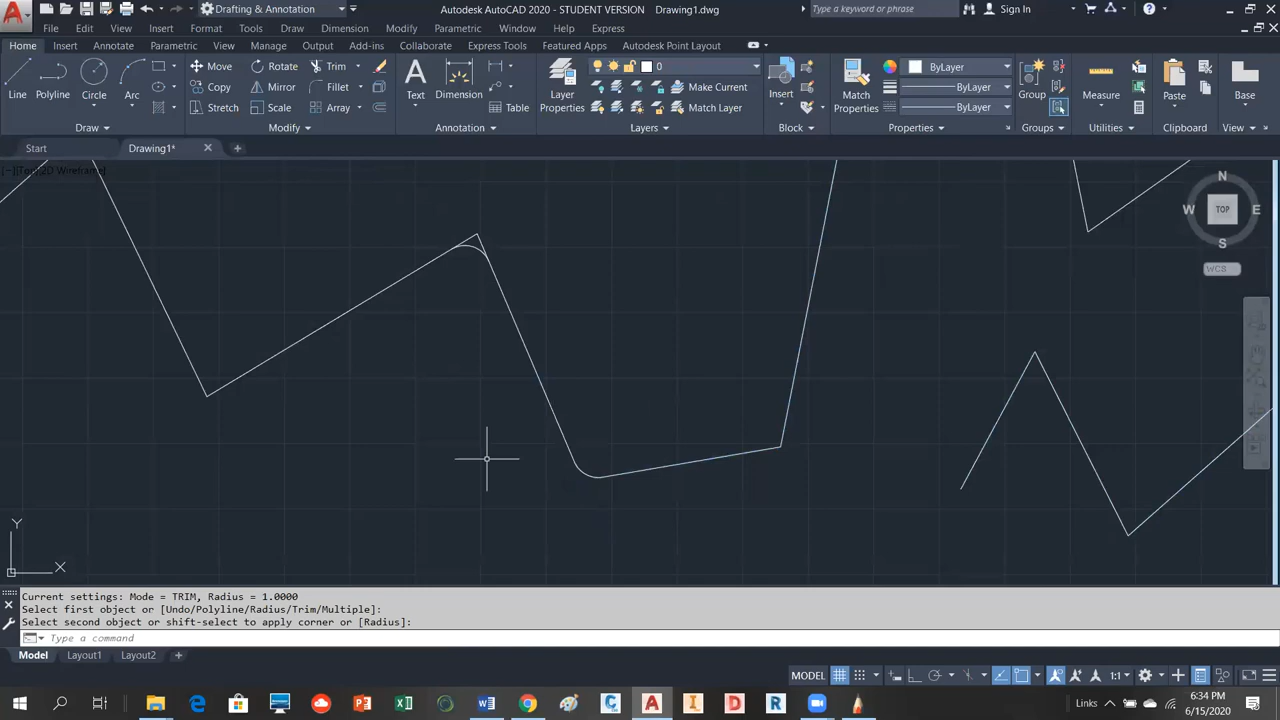 Drafting & Annotation
Autodesk AutoCAD 2020 - STUDENT VERSION Drawing1.dwg
Type a keyword or phrase
Sign In
File Edit View Insert Format Tools Draw Dimension Modify Parametric Window Help Express
Home Insert Annotate Parametric View Manage Output Add-ins Collaborate Express Tools Featured Apps Autodesk Point Layout
Line Polyline Circle Arc
Move Rotate Trim
Copy Mirror Fillet
Stretch Scale Array
Text Dimension Table
Layer Properties
0
Make Current
Match Layer
Insert
Match Properties
ByLayer
ByLayer
ByLayer
Group
Measure
Paste
Base
Draw Modify Annotation Layers Block Properties Groups Utilities Clipboard View
Start Drawing1*
[-][Top][2D Wireframe]
N
W TOP E
S
WCS
Y
X
Current settings: Mode = TRIM, Radius = 1.0000
Select first object or [Undo/Polyline/Radius/Trim/Multiple]:
Select second object or shift-select to apply corner or [Radius]:
Type a command
Model Layout1 Layout2
MODEL
1:1
Links
6:34 PM
6/15/2020